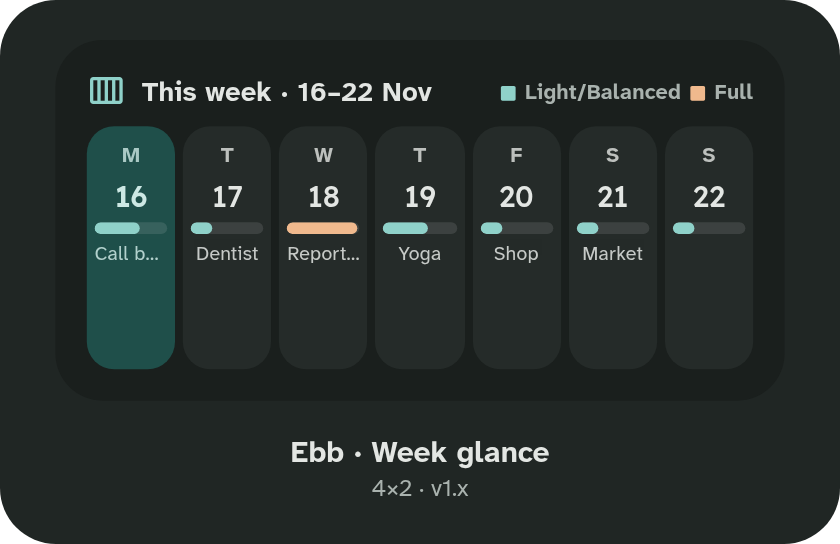 This week · 16–22 Nov
Light/Balanced Full
M T W T F S S
16 17 18 19 20 21 22
Call b... Dentist Report... Yoga Shop Market
Ebb · Week glance
4×2 · v1.x